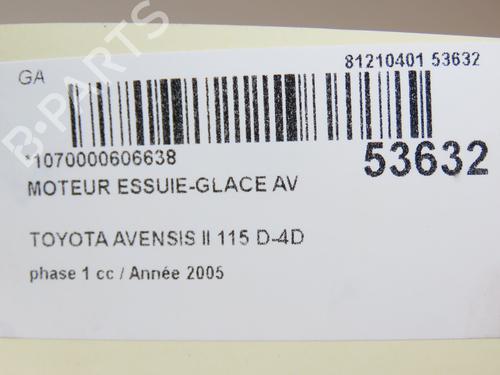 GA
81210401 53632
1070000606638
53632
MOTEUR ESSUIE-GLACE AV
TOYOTA AVENSIS II 115 D-4D
phase 1 cc / Année 2005
B-PARTS